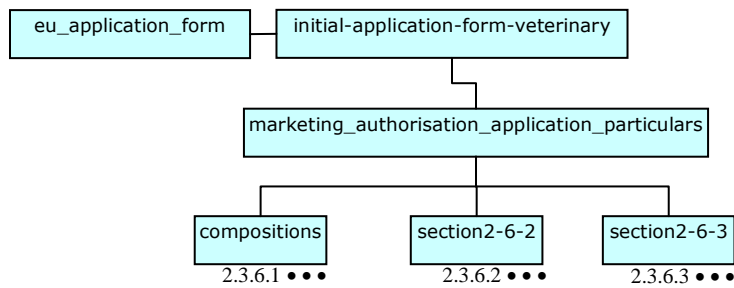 eu_application_form
initial-application-form-veterinary
marketing_authorisation_application_particulars
compositions
section2-6-2
section2-6-3
2.3.6.1 ● ● ●
2.3.6.2 ● ● ●
2.3.6.3 ● ● ●